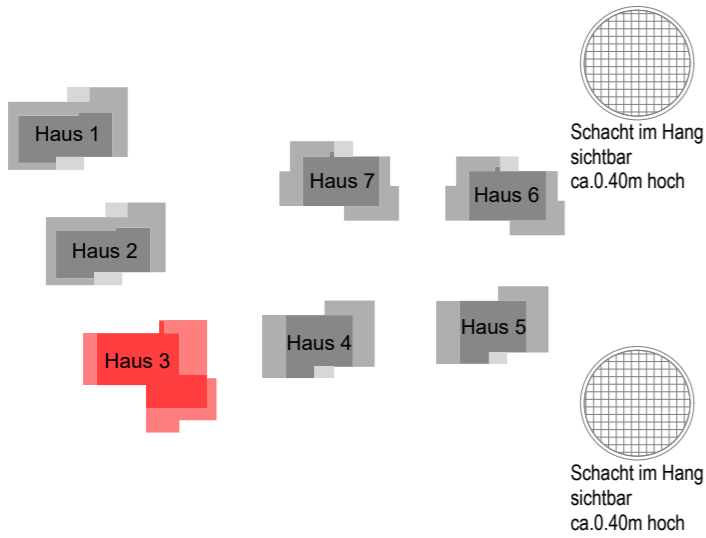 Haus 1
Schacht im Hang
sichtbar
ca.0.40m hoch
Haus 7
Haus 6
Haus 2
Haus 3
Haus 4
Haus 5
Schacht im Hang
sichtbar
ca.0.40m hoch